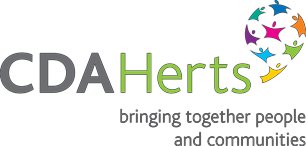 CDAHerts
bringing together people
and communities